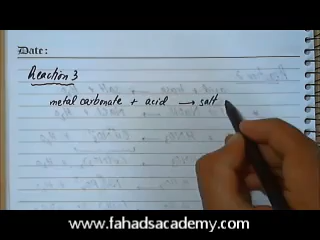 Date:
Reaction 3
metal carbonate + acid → salt
www.fahadsacademy.com